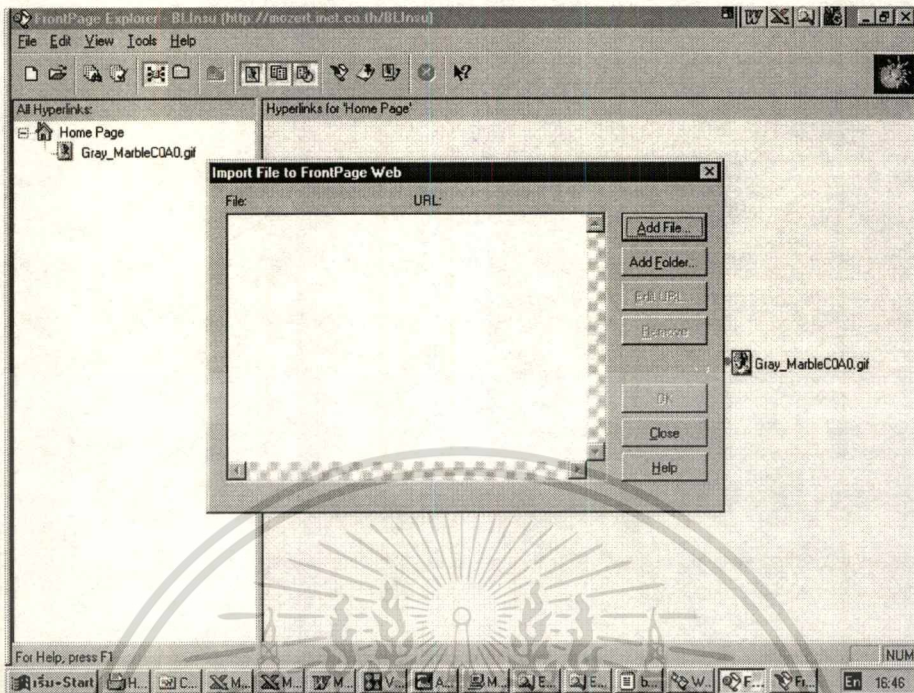 FrontPage Explorer - BLInsu (http://mozert.inet.co.th/BLInsu)
File Edit View Tools Help
All Hyperlinks:
Hyperlinks for 'Home Page'
Home Page
Gray_MarbleC0A0.gif
Import File to FrontPage Web
File: URL:
Add File...
Add Folder...
Edit URL...
Remove
Gray_MarbleC0A0.gif
OK
Close
Help
For Help, press F1
NUM
เริ่ม-Start H... C... M... M... M... V... A... M... E... E... b... W... F... Fr... En 16:46